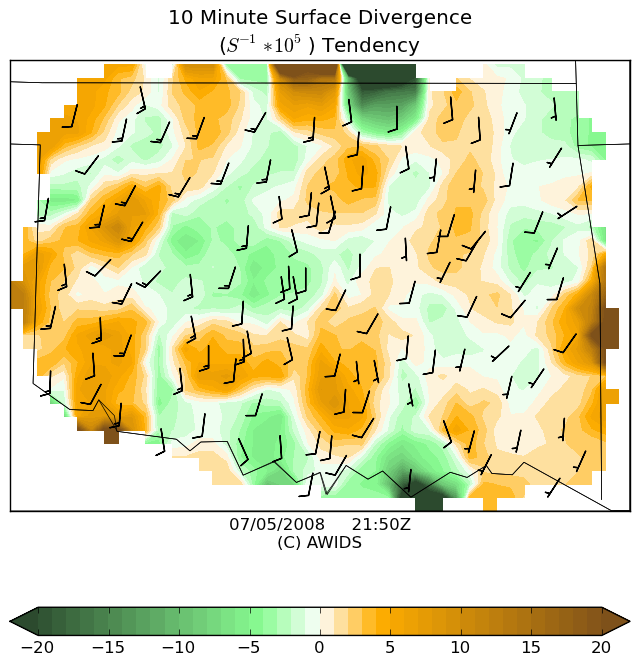 10 Minute Surface Divergence
(S⁻¹ ∗ 10⁵ ) Tendency
07/05/2008 21:50Z
(C) AWIDS
−20 −15 −10 −5 0 5 10 15 20